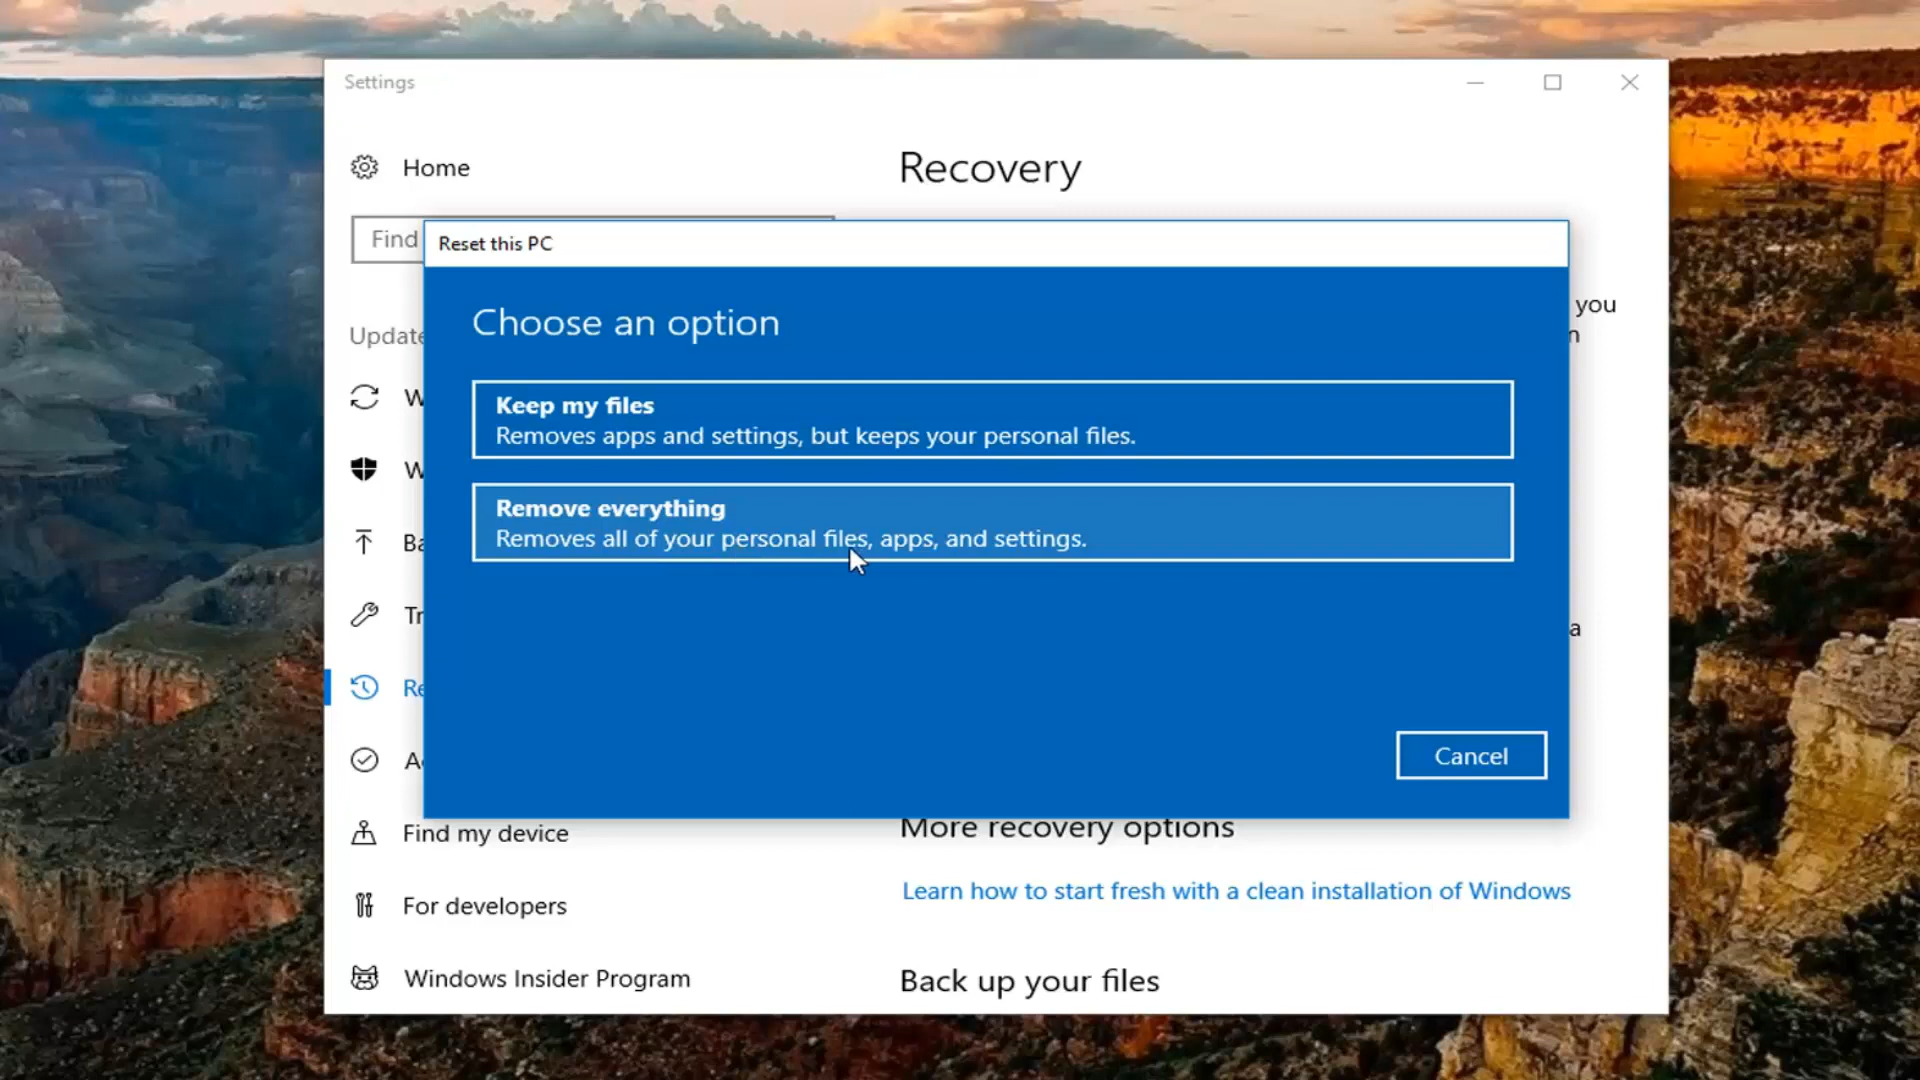 Settings
Home
Recovery
Find
Reset this PC
Choose an option
you
Update
Keep my files
Removes apps and settings, but keeps your personal files.
W
W
Remove everything
Removes all of your personal files, apps, and settings.
Ba
Tr
a
Re
Cancel
More recovery options
Find my device
Learn how to start fresh with a clean installation of Windows
For developers
Windows Insider Program
Back up your files